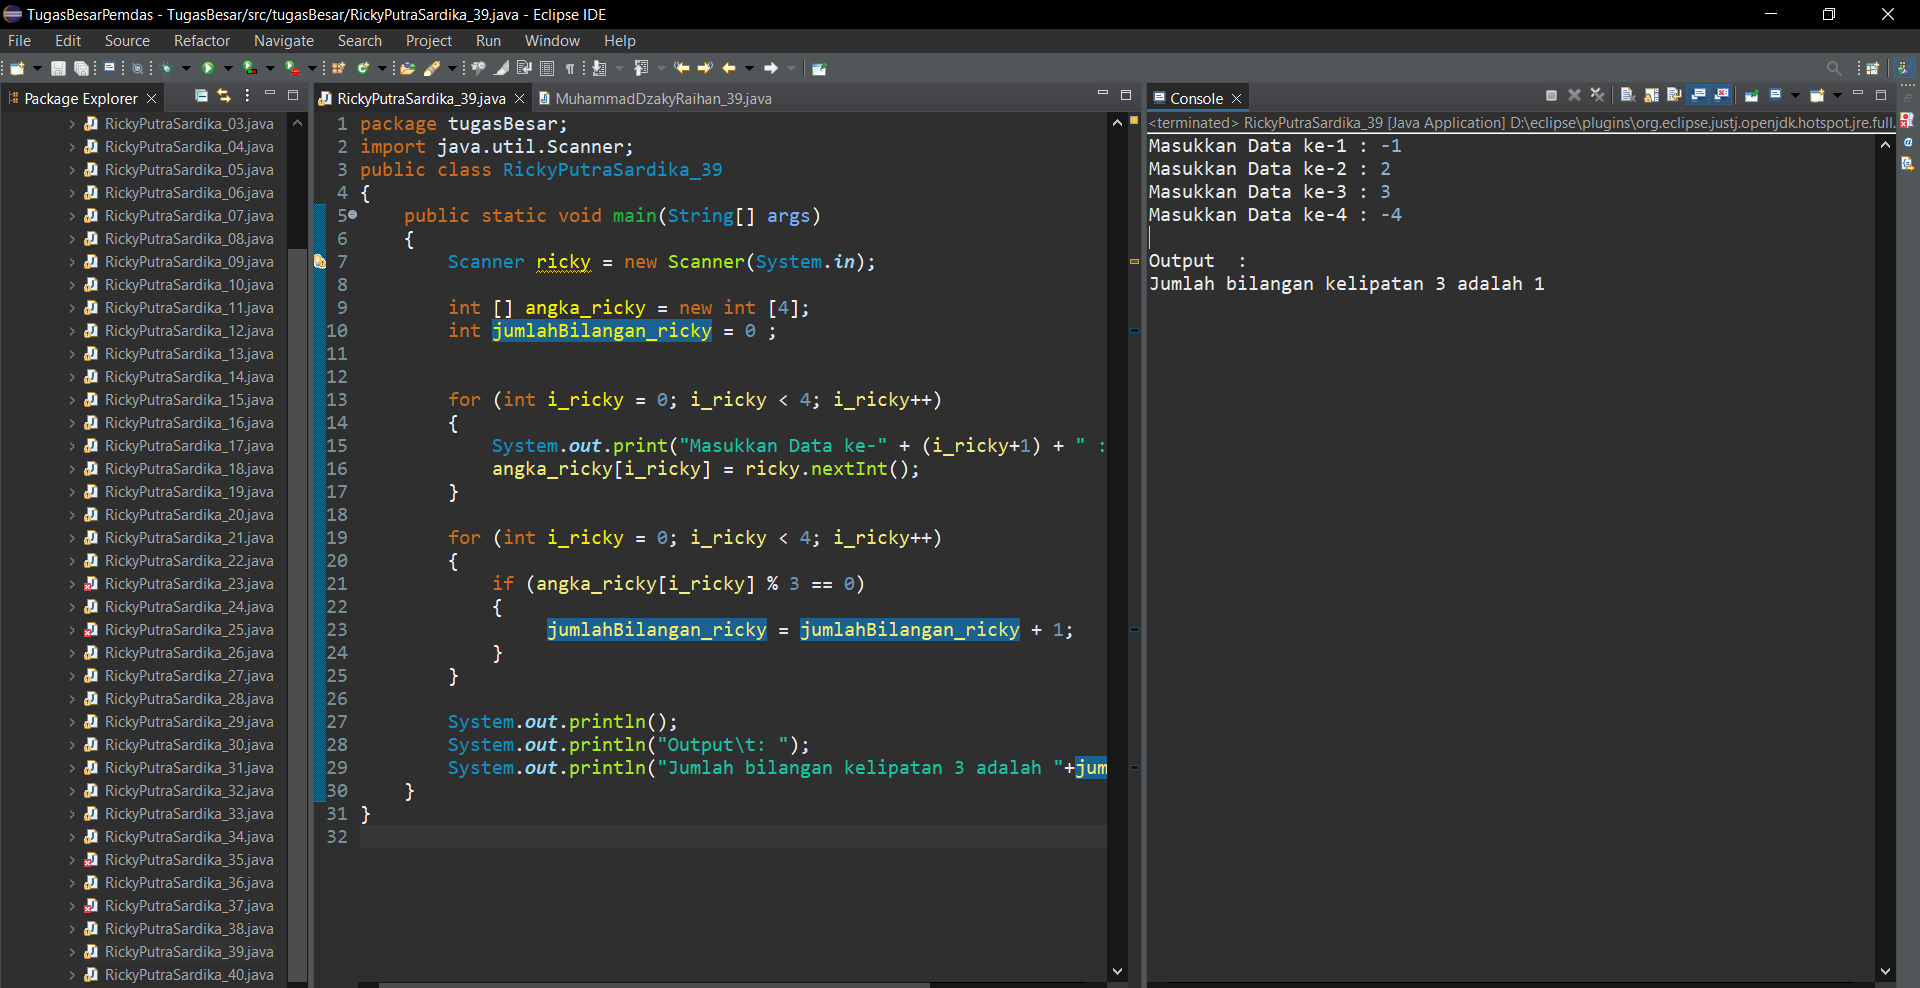 TugasBesarPemdas - TugasBesar/src/tugasBesar/RickyPutraSardika_39.java - Eclipse IDE
File Edit Source Refactor Navigate Search Project Run Window Help
Package Explorer
RickyPutraSardika_03.java
RickyPutraSardika_04.java
RickyPutraSardika_05.java
RickyPutraSardika_06.java
RickyPutraSardika_07.java
RickyPutraSardika_08.java
RickyPutraSardika_09.java
RickyPutraSardika_10.java
RickyPutraSardika_11.java
RickyPutraSardika_12.java
RickyPutraSardika_13.java
RickyPutraSardika_14.java
RickyPutraSardika_15.java
RickyPutraSardika_16.java
RickyPutraSardika_17.java
RickyPutraSardika_18.java
RickyPutraSardika_19.java
RickyPutraSardika_20.java
RickyPutraSardika_21.java
RickyPutraSardika_22.java
RickyPutraSardika_23.java
RickyPutraSardika_24.java
RickyPutraSardika_25.java
RickyPutraSardika_26.java
RickyPutraSardika_27.java
RickyPutraSardika_28.java
RickyPutraSardika_29.java
RickyPutraSardika_30.java
RickyPutraSardika_31.java
RickyPutraSardika_32.java
RickyPutraSardika_33.java
RickyPutraSardika_34.java
RickyPutraSardika_35.java
RickyPutraSardika_36.java
RickyPutraSardika_37.java
RickyPutraSardika_38.java
RickyPutraSardika_39.java
RickyPutraSardika_40.java
RickyPutraSardika_39.java MuhammadDzakyRaihan_39.java
1 package tugasBesar;
2 import java.util.Scanner;
3 public class RickyPutraSardika_39
4 {
5 public static void main(String[] args)
6 {
7 Scanner ricky = new Scanner(System.in);
8
9 int [] angka_ricky = new int [4];
10 int jumlahBilangan_ricky = 0 ;
11
12
13 for (int i_ricky = 0; i_ricky < 4; i_ricky++)
14 {
15 System.out.print("Masukkan Data ke-" + (i_ricky+1) + " :
16 angka_ricky[i_ricky] = ricky.nextInt();
17 }
18
19 for (int i_ricky = 0; i_ricky < 4; i_ricky++)
20 {
21 if (angka_ricky[i_ricky] % 3 == 0)
22 {
23 jumlahBilangan_ricky = jumlahBilangan_ricky + 1;
24 }
25 }
26
27 System.out.println();
28 System.out.println("Output\t: ");
29 System.out.println("Jumlah bilangan kelipatan 3 adalah "+jum
30 }
31 }
32
Console
<terminated> RickyPutraSardika_39 [Java Application] D:\eclipse\plugins\org.eclipse.justj.openjdk.hotspot.jre.full.
Masukkan Data ke-1 : -1
Masukkan Data ke-2 : 2
Masukkan Data ke-3 : 3
Masukkan Data ke-4 : -4
Output :
Jumlah bilangan kelipatan 3 adalah 1